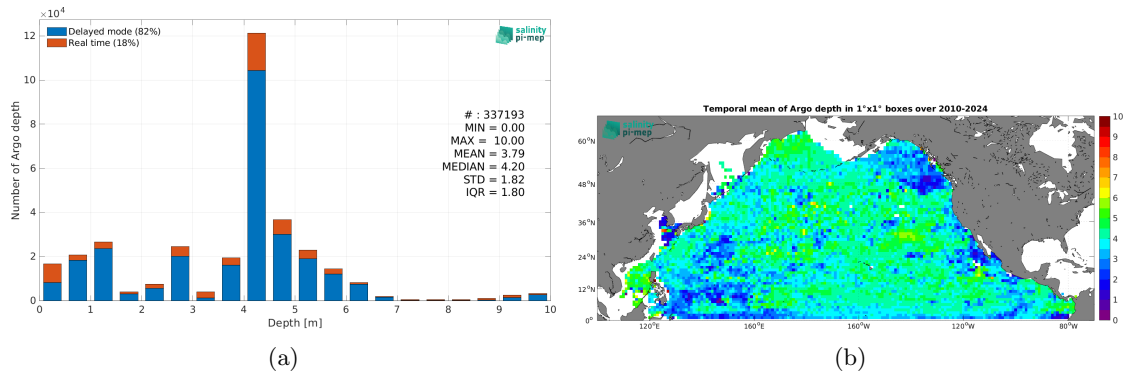 ×10⁴
Delayed mode (82%)
Real time (18%)
salinity
pi-mep
12
10
8
6
4
2
0
Number of Argo depth
# : 337193
MIN = 0.00
MAX = 10.00
MEAN = 3.79
MEDIAN = 4.20
STD = 1.82
IQR = 1.80
0 1 2 3 4 5 6 7 8 9 10
Depth [m]
(a)
Temporal mean of Argo depth in 1°x1° boxes over 2010-2024
salinity
pi-mep
60°N
48°N
36°N
24°N
12°N
0°
120°E 160°E 160°W 120°W 80°W
10
9
8
7
6
5
4
3
2
1
0
(b)